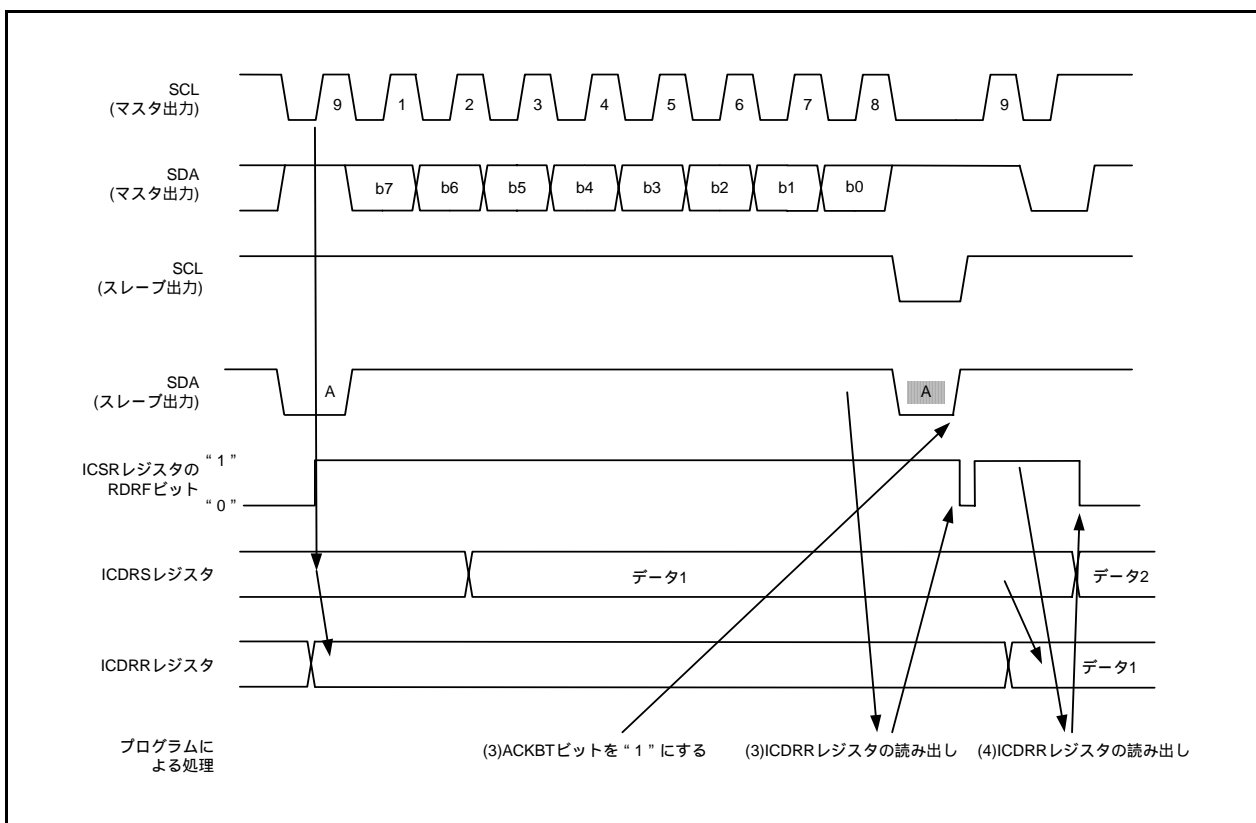 SCL
(マスタ出力)
9 1 2 3 4 5 6 7 8 9
SDA
(マスタ出力)
b7 b6 b5 b4 b3 b2 b1 b0
SCL
(スレーブ出力)
SDA
(スレーブ出力)
A A
ICSRレジスタの
RDRFビット
“1”
“0”
ICDRSレジスタ
データ1 データ2
ICDRRレジスタ
データ1
プログラムに
よる処理
(3)ACKBTビットを“1”にする (3)ICDRRレジスタの読み出し (4)ICDRRレジスタの読み出し